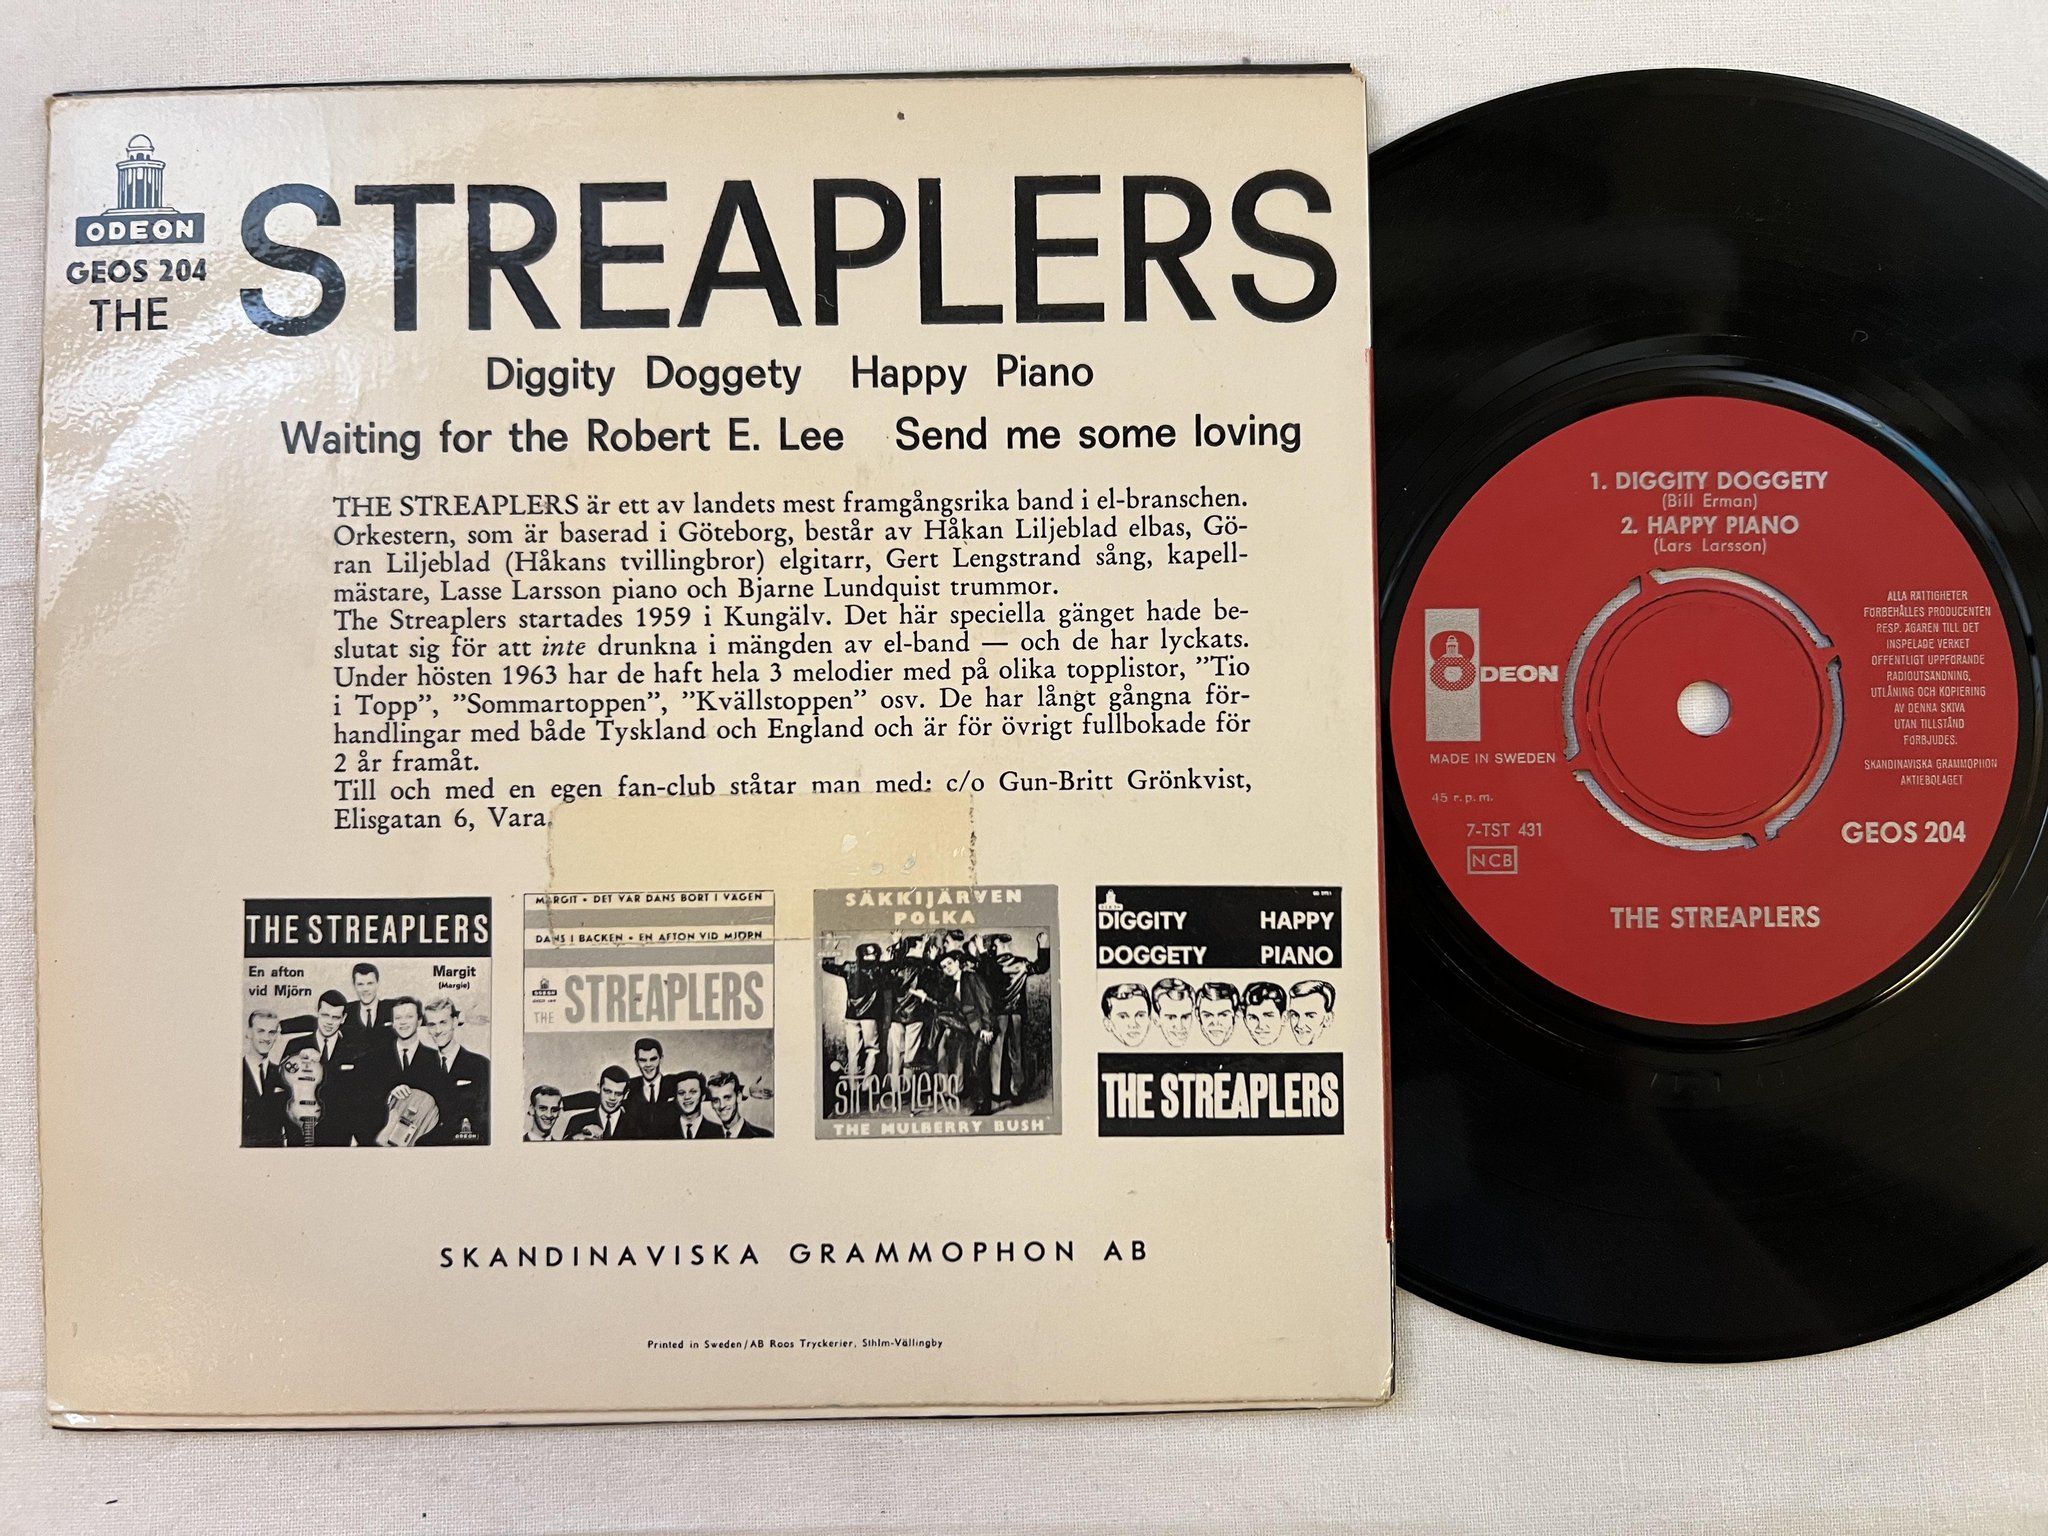 ODEON
GEOS 204
THE STREAPLERS
Diggity Doggety Happy Piano
Waiting for the Robert E. Lee Send me some loving
THE STREAPLERS är ett av landets mest framgångsrika band i el-branschen.
Orkestern, som är baserad i Göteborg, består av Håkan Liljeblad elbas, Gö-
ran Liljeblad (Håkans tvillingbror) elgitarr, Gert Lengstrand sång, kapell-
mästare, Lasse Larsson piano och Bjarne Lundquist trummor.
The Streaplers startades 1959 i Kungälv. Det här speciella gänget hade be-
slutat sig för att inte drunkna i mängden av el-band — och de har lyckats.
Under hösten 1963 har de haft hela 3 melodier med på olika topplistor, ”Tio
i Topp”, ”Sommartoppen”, ”Kvällstoppen” osv. De har långt gångna för-
handlingar med både Tyskland och England och är för övrigt fullbokade för
2 år framåt.
Till och med en egen fan-club ståtar man med: c/o Gun-Britt Grönkvist,
Elisgatan 6, Vara.
THE STREAPLERS
En afton
vid Mjörn
Margit
(Margie)
ODEON
MARGIT • DET VAR DANS BORT I VÄGEN
DANS I BACKEN • EN AFTON VID MJÖRN
ODEON
THE STREAPLERS
SÄKKIJÄRVEN
POLKA
STREAPLERS
THE MULBERRY BUSH
DIGGITY HAPPY
DOGGETY PIANO
THE STREAPLERS
SKANDINAVISKA GRAMMOPHON AB
Printed in Sweden/AB Roos Tryckerier, Sthlm-Vällingby
1. DIGGITY DOGGETY
(Bill Erman)
2. HAPPY PIANO
(Lars Larsson)
ODEON
MADE IN SWEDEN
45 r.p.m.
7-TST 431
NCB
ALLA RÄTTIGHETER
FÖRBEHÅLLES PRODUCENTEN
RESP. ÄGAREN TILL DET
INSPELADE VERKET
OFFENTLIGT UPPFÖRANDE
RADIOUTSÄNDNING,
UTLÅNING OCH KOPIERING
AV DENNA SKIVA
UTAN TILLSTÅND
FÖRBJUDES.
SKANDINAVISKA GRAMMOPHON
AKTIEBOLAGET
GEOS 204
THE STREAPLERS